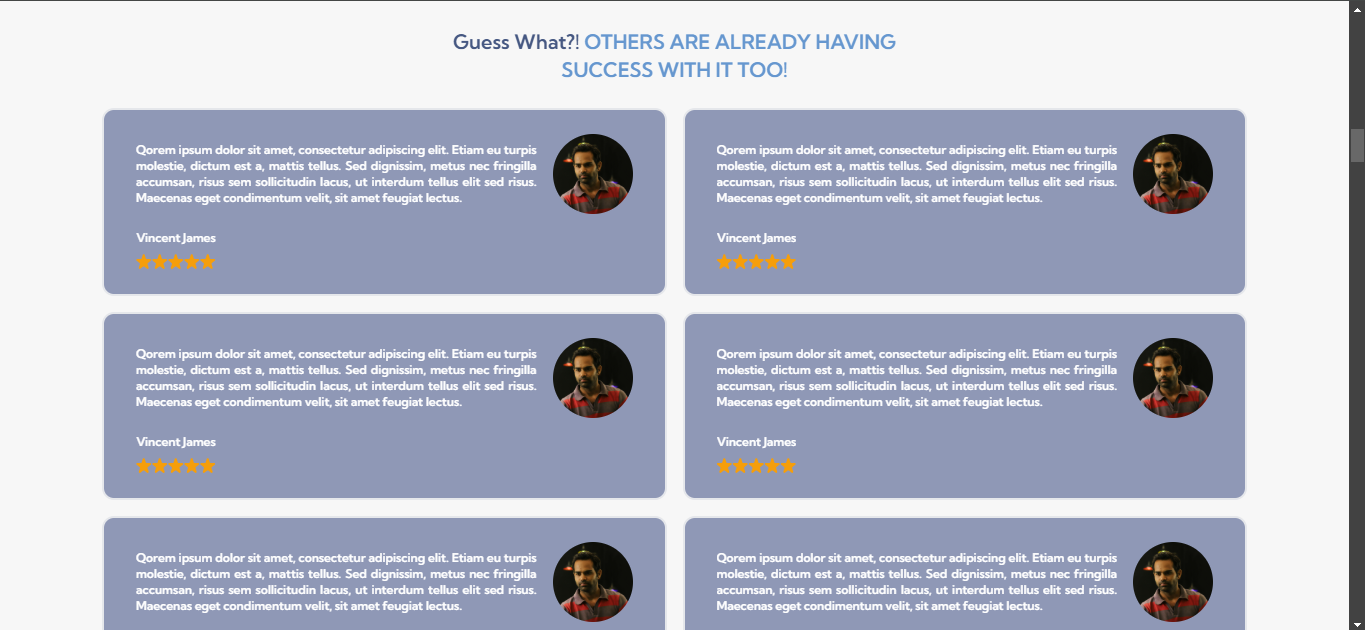 Guess What?! OTHERS ARE ALREADY HAVING
SUCCESS WITH IT TOO!
Qorem ipsum dolor sit amet, consectetur adipiscing elit. Etiam eu turpis
molestie, dictum est a, mattis tellus. Sed dignissim, metus nec fringilla
accumsan, risus sem sollicitudin lacus, ut interdum tellus elit sed risus.
Maecenas eget condimentum velit, sit amet feugiat lectus.
Vincent James
Qorem ipsum dolor sit amet, consectetur adipiscing elit. Etiam eu turpis
molestie, dictum est a, mattis tellus. Sed dignissim, metus nec fringilla
accumsan, risus sem sollicitudin lacus, ut interdum tellus elit sed risus.
Maecenas eget condimentum velit, sit amet feugiat lectus.
Vincent James
Qorem ipsum dolor sit amet, consectetur adipiscing elit. Etiam eu turpis
molestie, dictum est a, mattis tellus. Sed dignissim, metus nec fringilla
accumsan, risus sem sollicitudin lacus, ut interdum tellus elit sed risus.
Maecenas eget condimentum velit, sit amet feugiat lectus.
Vincent James
Qorem ipsum dolor sit amet, consectetur adipiscing elit. Etiam eu turpis
molestie, dictum est a, mattis tellus. Sed dignissim, metus nec fringilla
accumsan, risus sem sollicitudin lacus, ut interdum tellus elit sed risus.
Maecenas eget condimentum velit, sit amet feugiat lectus.
Vincent James
Qorem ipsum dolor sit amet, consectetur adipiscing elit. Etiam eu turpis
molestie, dictum est a, mattis tellus. Sed dignissim, metus nec fringilla
accumsan, risus sem sollicitudin lacus, ut interdum tellus elit sed risus.
Maecenas eget condimentum velit, sit amet feugiat lectus.
Qorem ipsum dolor sit amet, consectetur adipiscing elit. Etiam eu turpis
molestie, dictum est a, mattis tellus. Sed dignissim, metus nec fringilla
accumsan, risus sem sollicitudin lacus, ut interdum tellus elit sed risus.
Maecenas eget condimentum velit, sit amet feugiat lectus.